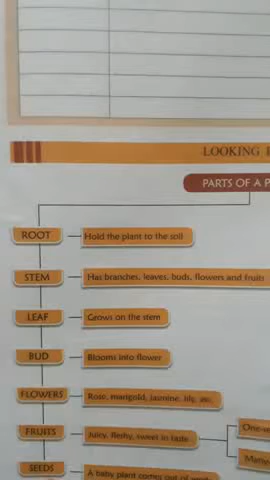 LOOKING
PARTS OF A
ROOT
Hold the plant to the soil
STEM
Has branches, leaves, buds, flowers and fruits
LEAF
Grows on the stem
BUD
Blooms into flower
FLOWERS
Rose, marigold, jasmine, lily, etc.
FRUITS
Juicy, fleshy, sweet in taste
SEEDS
A baby plant comes out of